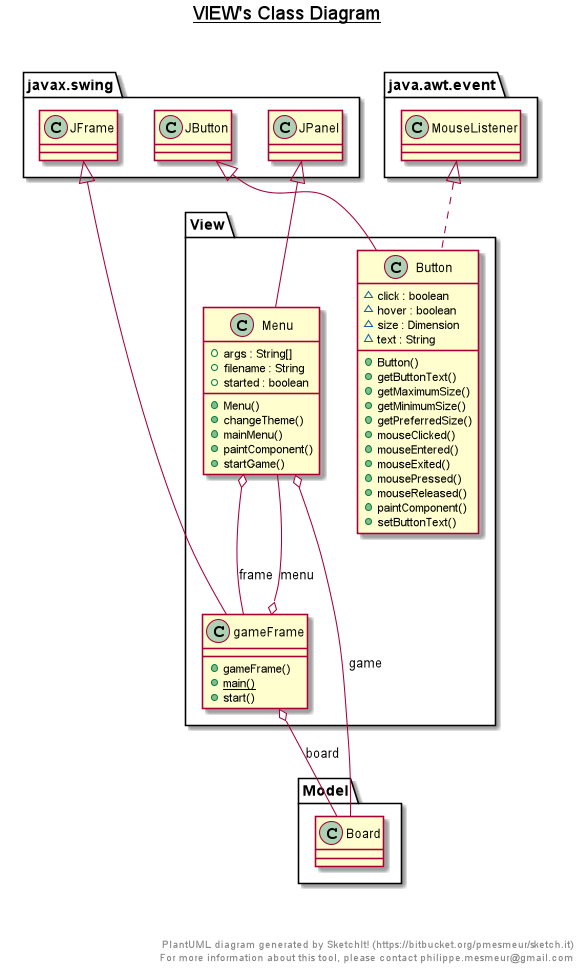 VIEW's Class Diagram
javax.swing
java.awt.event
C JFrame
C JButton
C JPanel
C MouseListener
View
C Button
click : boolean
hover : boolean
size : Dimension
text : String
Button()
getButtonText()
getMaximumSize()
getMinimumSize()
getPreferredSize()
mouseClicked()
mouseEntered()
mouseExited()
mousePressed()
mouseReleased()
paintComponent()
setButtonText()
C Menu
args : String[]
filename : String
started : boolean
Menu()
changeTheme()
mainMenu()
paintComponent()
startGame()
frame
menu
C gameFrame
gameFrame()
main()
start()
game
board
Model
C Board
PlantUML diagram generated by SketchIt! (https://bitbucket.org/pmesmeur/sketch.it)
For more information about this tool, please contact philippe.mesmeur@gmail.com